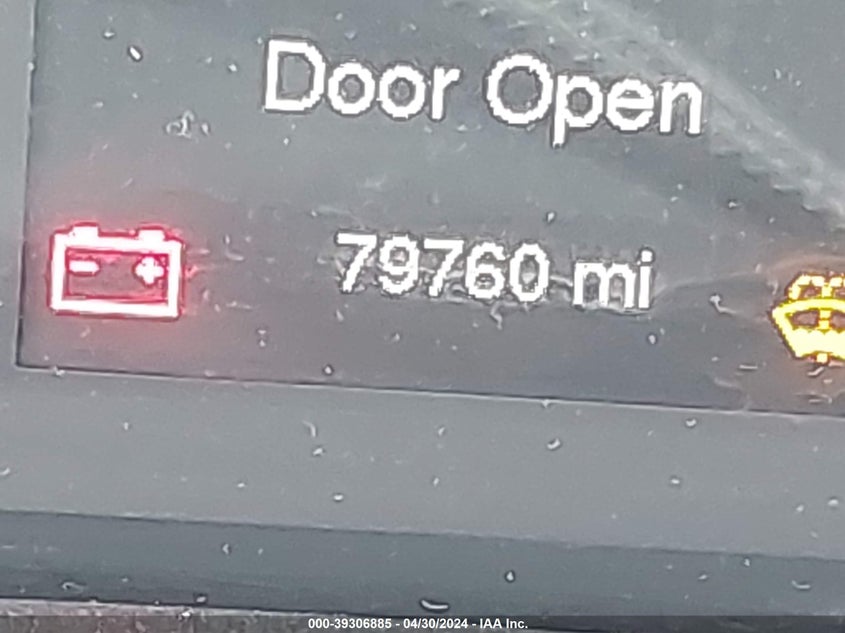 Door Open
79760 mi
000-39306885 - 04/30/2024 - IAA Inc.